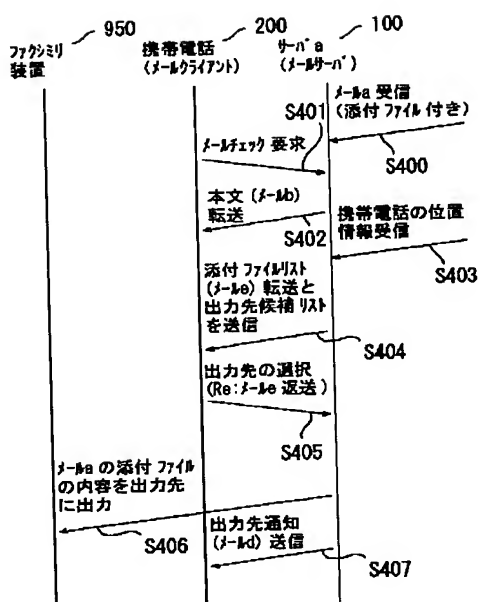 950
ファクシミリ
装置
200
携帯電話
(メールクライアント)
100
サーバa
(メールサーバ)
メールa 受信
(添付 ファイル 付き)
S400
S401
メールチェック 要求
本文 (メールb)
転送
S402
携帯電話の位置
情報受信
S403
添付 ファイルリスト
(メールe) 転送と
出力先候補 リスト
を送信
S404
出力先の選択
(Re:メールe 返送)
S405
メールa の添付 ファイル
の内容を出力先
に出力
S406
出力先通知
(メールd) 送信
S407